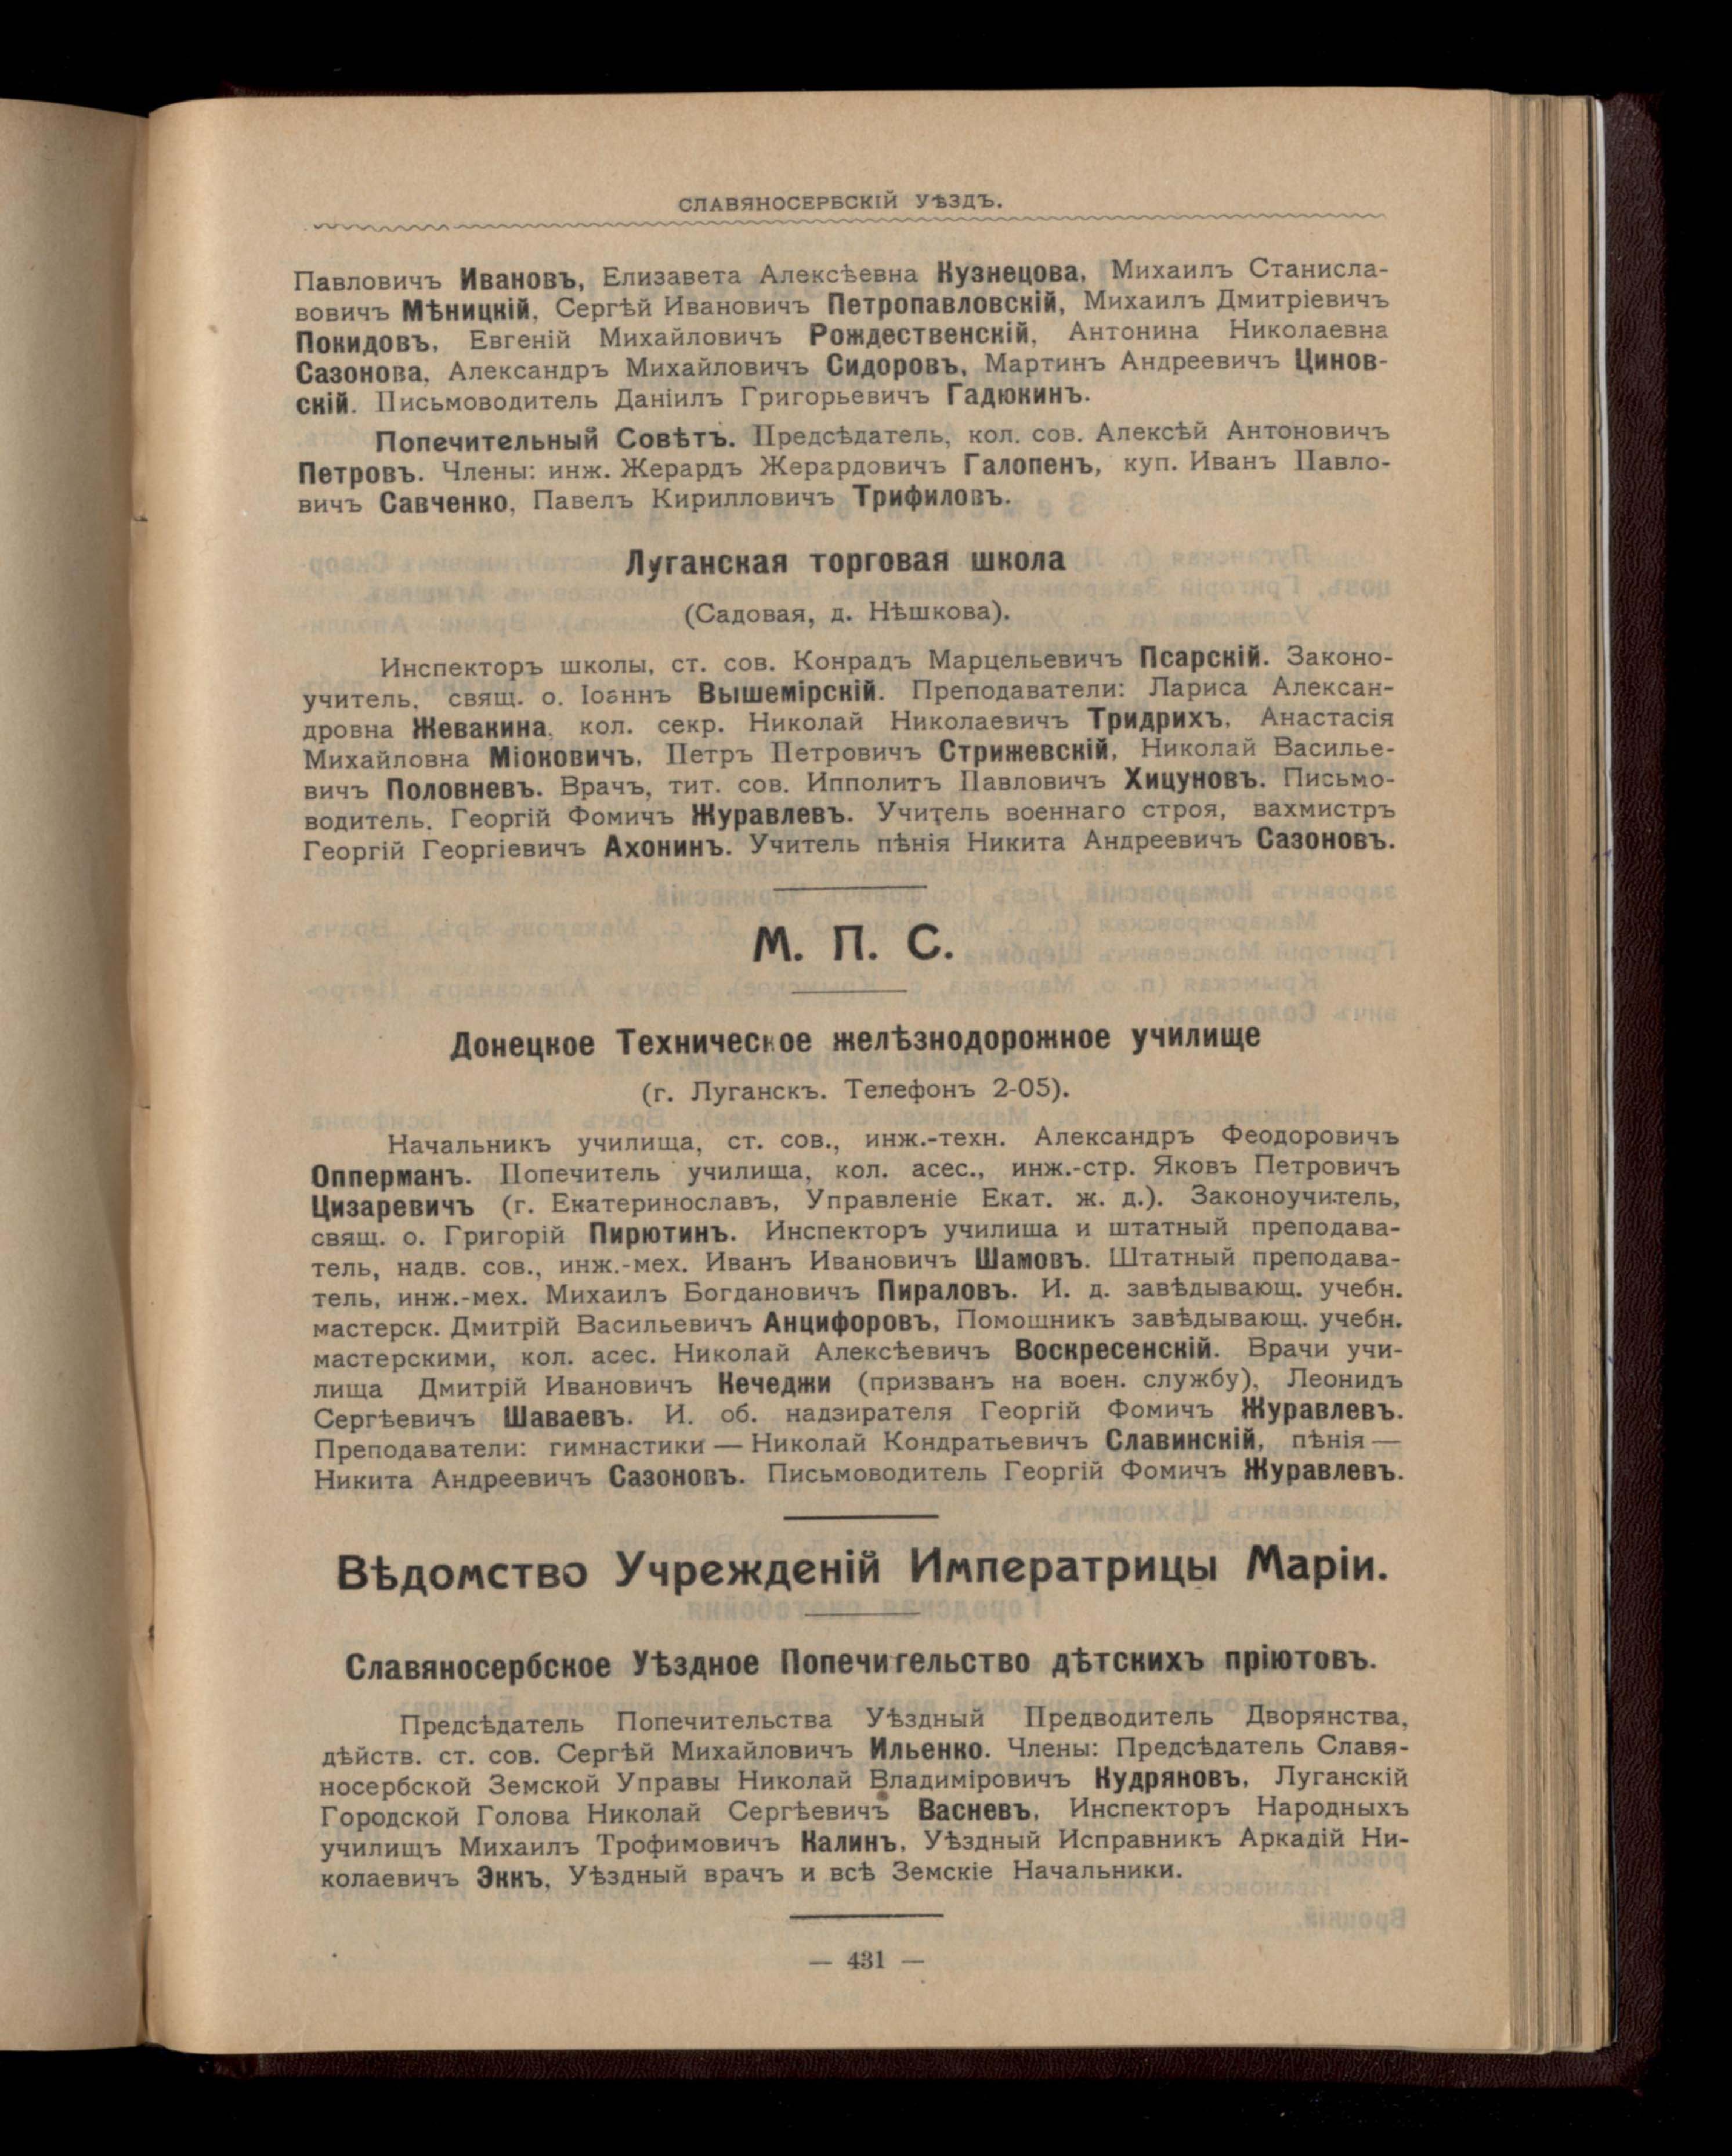 СЛАВЯНОСЕРБСКІЙ УѢЗДЪ.
Павловичъ Ивановъ, Елизавета Алексѣевна Кузнецова, Михаилъ Станисла-
вовичъ Мѣницкій, Сергѣй Ивановичъ Петропавловскій, Михаилъ Дмитріевичъ
Покидовъ, Евгеній Михайловичъ Рождественскій, Антонина Николаевна
Сазонова, Александръ Михайловичъ Сидоровъ, Мартинъ Андреевичъ Цинов-
скій. Письмоводитель Даніилъ Григорьевичъ Гадюкинъ.
Попечительный Совѣтъ. Предсѣдатель, кол. сов. Алексѣй Антоновичъ
Петровъ. Члены: инж. Жерардъ Жерардовичъ Галопенъ, куп. Иванъ Павло-
вичъ Савченко, Павелъ Кирилловичъ Трифиловъ.
Луганская торговая школа
(Садовая, д. Нѣшкова).
Инспекторъ школы, ст. сов. Конрадъ Марцельевичъ Псарскій. Законо-
учитель, свящ. о. Іоаннъ Вышемірскій. Преподаватели: Лариса Алексан-
дровна Жевакина, кол. секр. Николай Николаевичъ Тридрихъ, Анастасія
Михайловна Міоковичъ, Петръ Петровичъ Стрижевскій, Николай Василье-
вичъ Половневъ. Врачъ, тит. сов. Ипполитъ Павловичъ Хицуновъ. Письмо-
водитель, Георгій Фомичъ Журавлевъ. Учитель военнаго строя, вахмистръ
Георгій Георгіевичъ Ахонинъ. Учитель пѣнія Никита Андреевичъ Сазоновъ.
М. П. С.
Донецкое Техническое желѣзнодорожное училище
(г. Луганскъ. Телефонъ 2-05).
Начальникъ училища, ст. сов., инж.-техн. Александръ Феодоровичъ
Опперманъ. Попечитель училища, кол. асес., инж.-стр. Яковъ Петровичъ
Цизаревичъ (г. Екатеринославъ, Управленіе Екат. ж. д.). Законоучитель,
свящ. о. Григорій Пирютинъ. Инспекторъ училиша и штатный преподава-
тель, надв. сов., инж.-мех. Иванъ Ивановичъ Шамовъ. Штатный преподава-
тель, инж.-мех. Михаилъ Богдановичъ Пираловъ. И. д. завѣдывающ. учебн.
мастерск. Дмитрій Васильевичъ Анцифоровъ, Помошникъ завѣдывающ. учебн.
мастерскими, кол. асес. Николай Алексѣевичъ Воскресенскій. Врачи учи-
лища Дмитрій Ивановичъ Кечеджи (призванъ на воен. службу), Леонидъ
Сергѣевичъ Шаваевъ. И. об. надзирателя Георгій Фомичъ Журавлевъ.
Преподаватели: гимнастики — Николай Кондратьевичъ Славинскій, пѣнія —
Никита Андреевичъ Сазоновъ. Письмоводитель Георгій Фомичъ Журавлевъ.
Вѣдомство Учрежденій Императрицы Маріи.
Славяносербское Уѣздное Попечительство дѣтскихъ пріютовъ.
Предсѣдатель Попечительства Уѣздный Предводитель Дворянства,
дѣйств. ст. сов. Сергѣй Михайловичъ Ильенко. Члены: Предсѣдатель Славя-
носербской Земской Управы Николай Владиміровичъ Кудряновъ, Луганскій
Городской Голова Николай Сергѣевичъ Васневъ, Инспекторъ Народныхъ
училищъ Михаилъ Трофимовичъ Калинъ, Уѣздный Исправникъ Аркадій Ни-
колаевичъ Эккъ, Уѣздный врачъ и всѣ Земскіе Начальники.
— 431 —